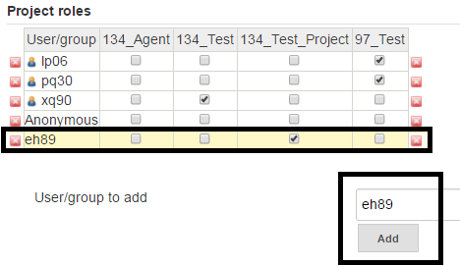 Project roles
User/group 134_Agent 134_Test 134_Test_Project 97_Test
lp06
pq30
xq90
Anonymous
eh89
User/group to add
eh89
Add